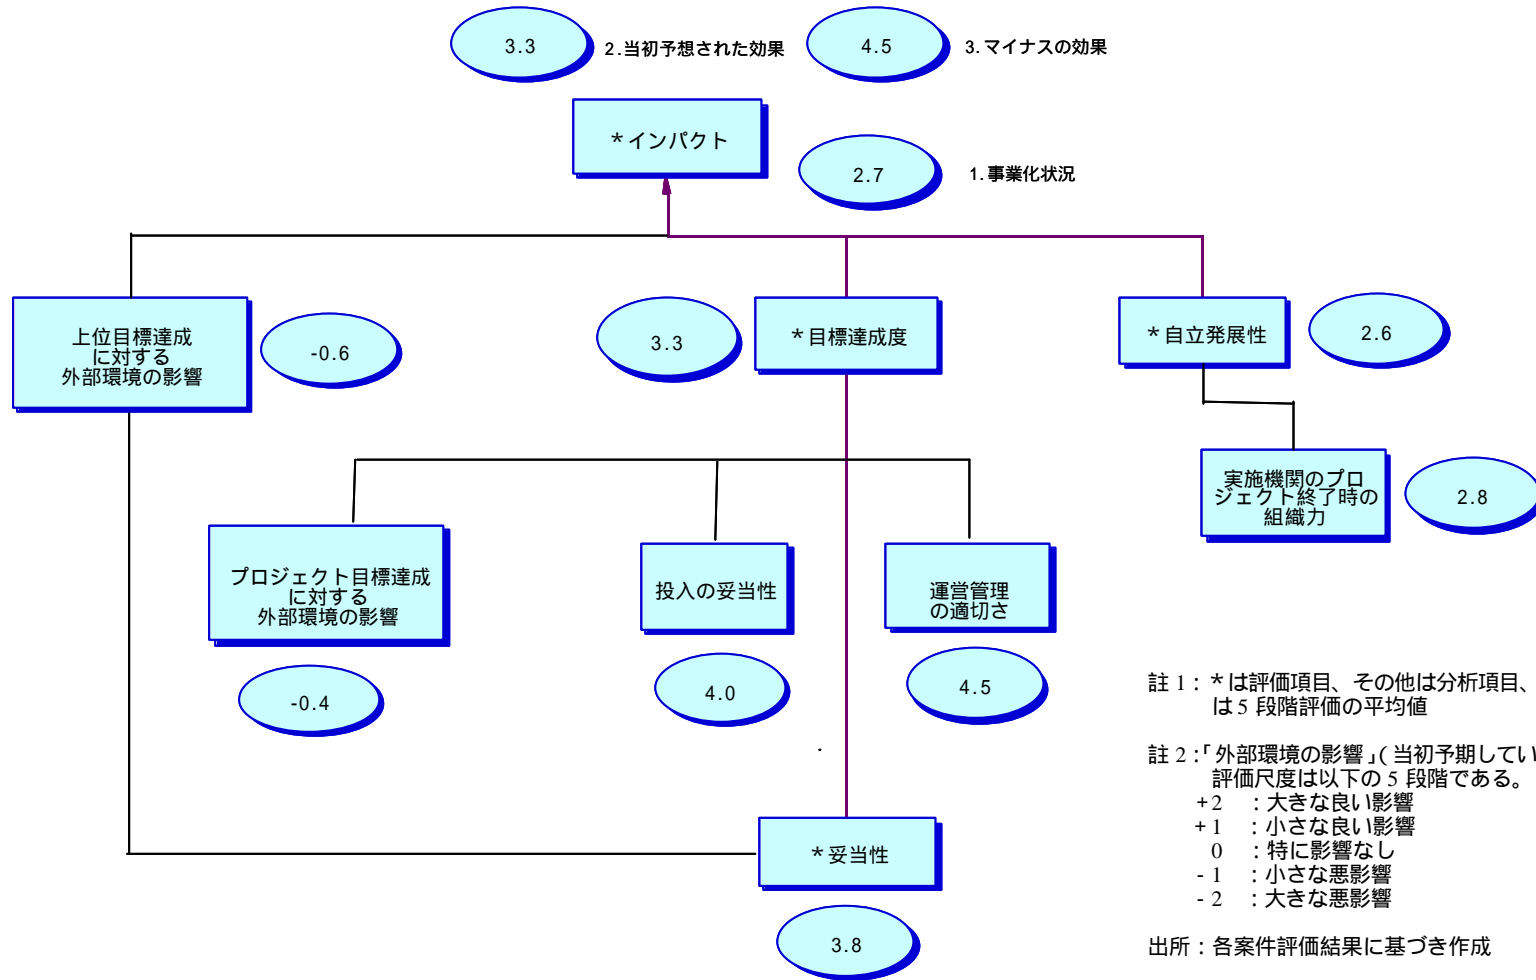 3.3
2.当初予想された効果
4.5
3.マイナスの効果
*インパクト
2.7
1.事業化状況
上位目標達成
に対する
外部環境の影響
-0.6
3.3
*目標達成度
*自立発展性
2.6
実施機関のプロ
ジェクト終了時の
組織力
2.8
プロジェクト目標達成
に対する
外部環境の影響
-0.4
投入の妥当性
4.0
運営管理
の適切さ
4.5
*妥当性
3.8
註1:*は評価項目、その他は分析項目、
は5段階評価の平均値
註2:「外部環境の影響」(当初予期してい
評価尺度は以下の5段階である。
+2 :大きな良い影響
+1 :小さな良い影響
0 :特に影響なし
-1 :小さな悪影響
-2 :大きな悪影響
出所:各案件評価結果に基づき作成